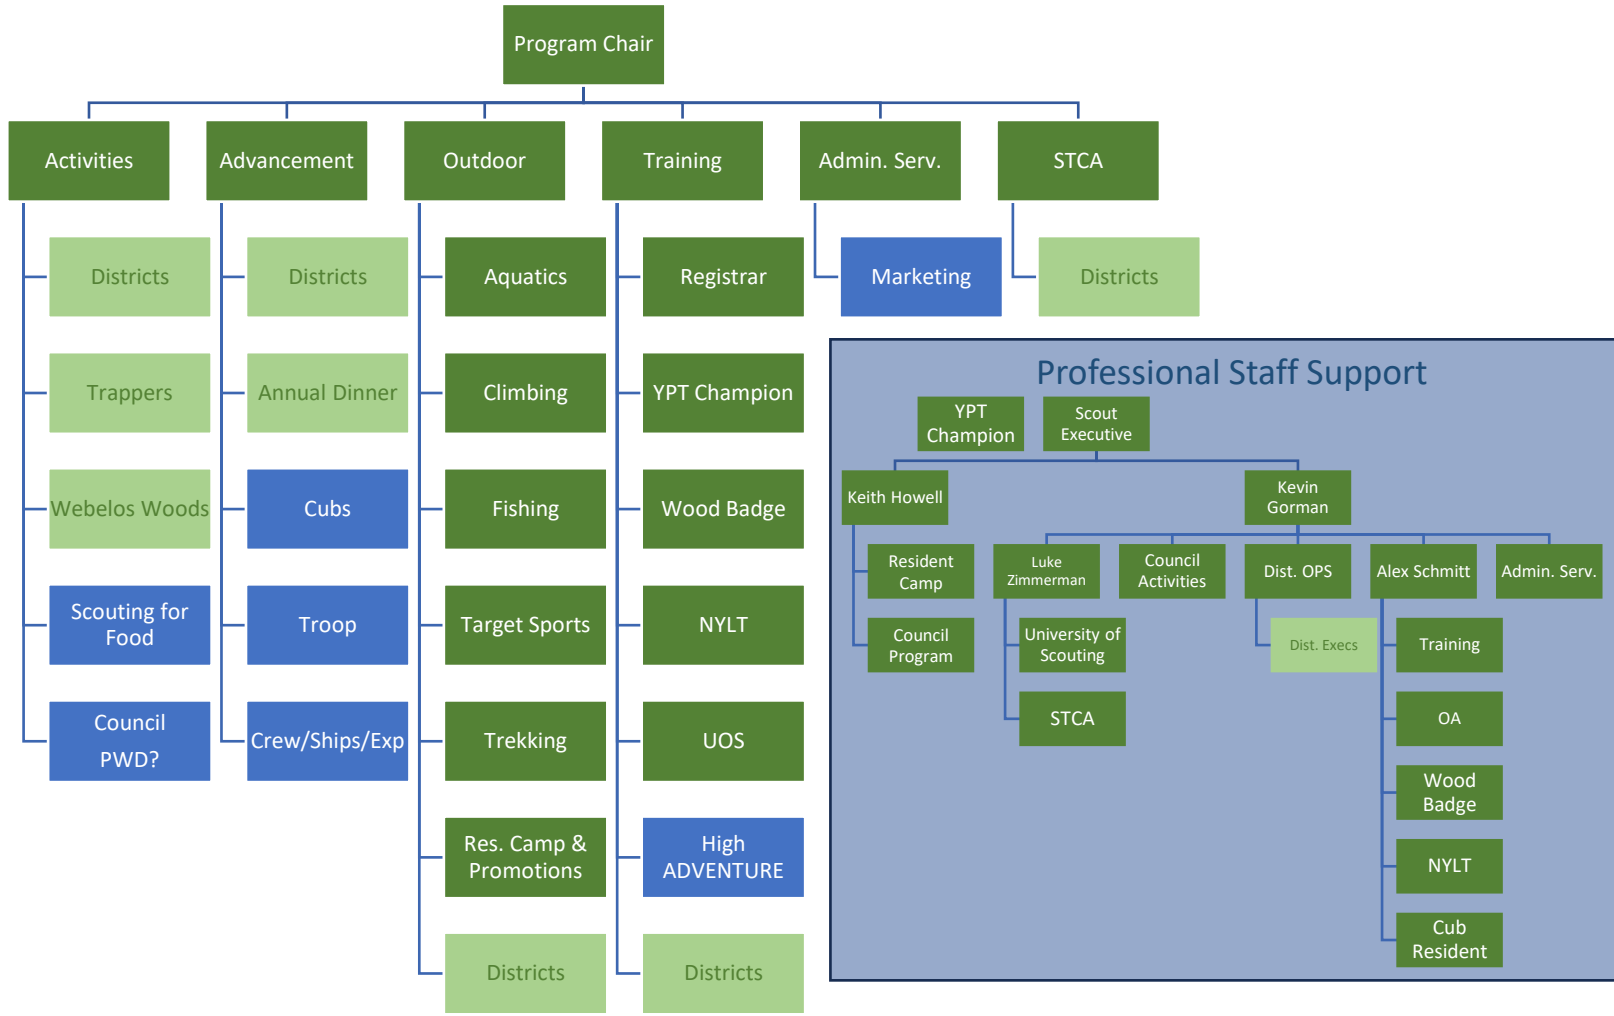 Program Chair
Activities
Advancement
Outdoor
Training
Admin. Serv.
STCA
Districts
Trappers
Webelos Woods
Scouting for
Food
Council
PWD?
Districts
Annual Dinner
Cubs
Troop
Crew/Ships/Exp
Aquatics
Climbing
Fishing
Target Sports
Trekking
Res. Camp &
Promotions
Districts
Registrar
YPT Champion
Wood Badge
NYLT
UOS
High
ADVENTURE
Districts
Marketing
Districts
Professional Staff Support
YPT
Champion
Scout
Executive
Keith Howell
Kevin
Gorman
Resident
Camp
Council
Program
Luke
Zimmerman
University of
Scouting
STCA
Council
Activities
Dist. OPS
Dist. Execs
Alex Schmitt
Training
OA
Wood
Badge
NYLT
Cub
Resident
Admin. Serv.